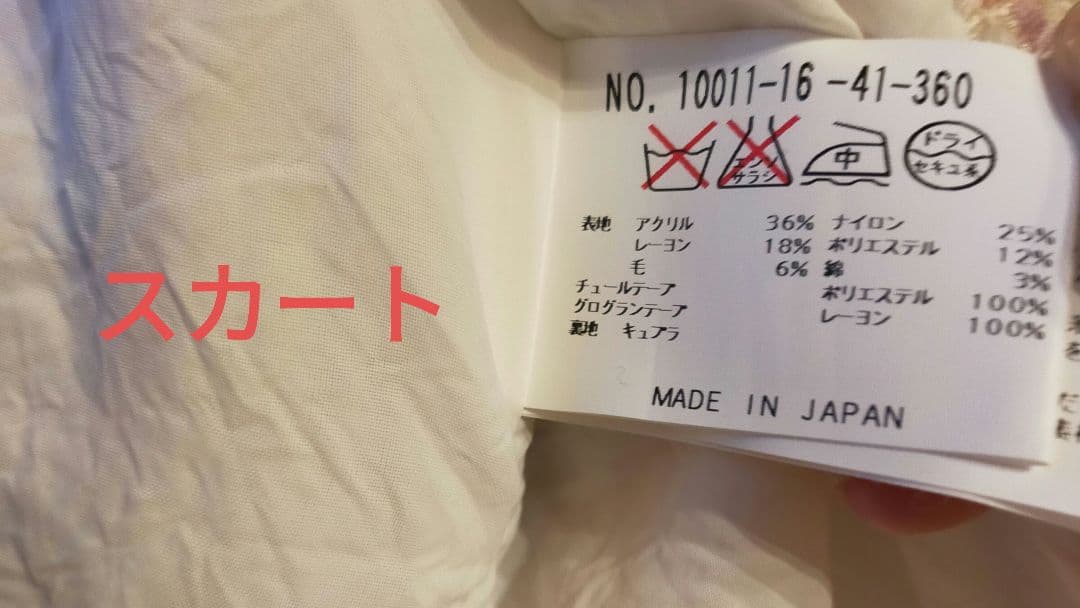 スカート
NO. 10011-16-41-360
エンソ
サラシ
中
ドライ
セキユ系
表地 アクリル 36% ナイロン 25%
レーヨン 18% ポリエステル 12%
毛 6% 綿 3%
チュールテープ ポリエステル 100%
グログランテープ レーヨン 100%
裏地 キュプラ
MADE IN JAPAN